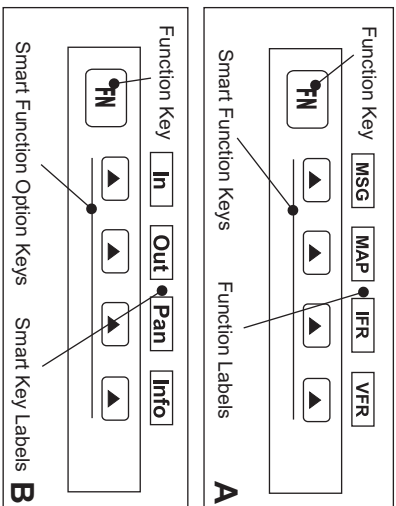 Function Key
MSG
MAP
IFR
VFR
FN
Smart Function Keys
Function Labels
A
Function Key
In
Out
Pan
Info
FN
Smart Function Option Keys
Smart Key Labels
B